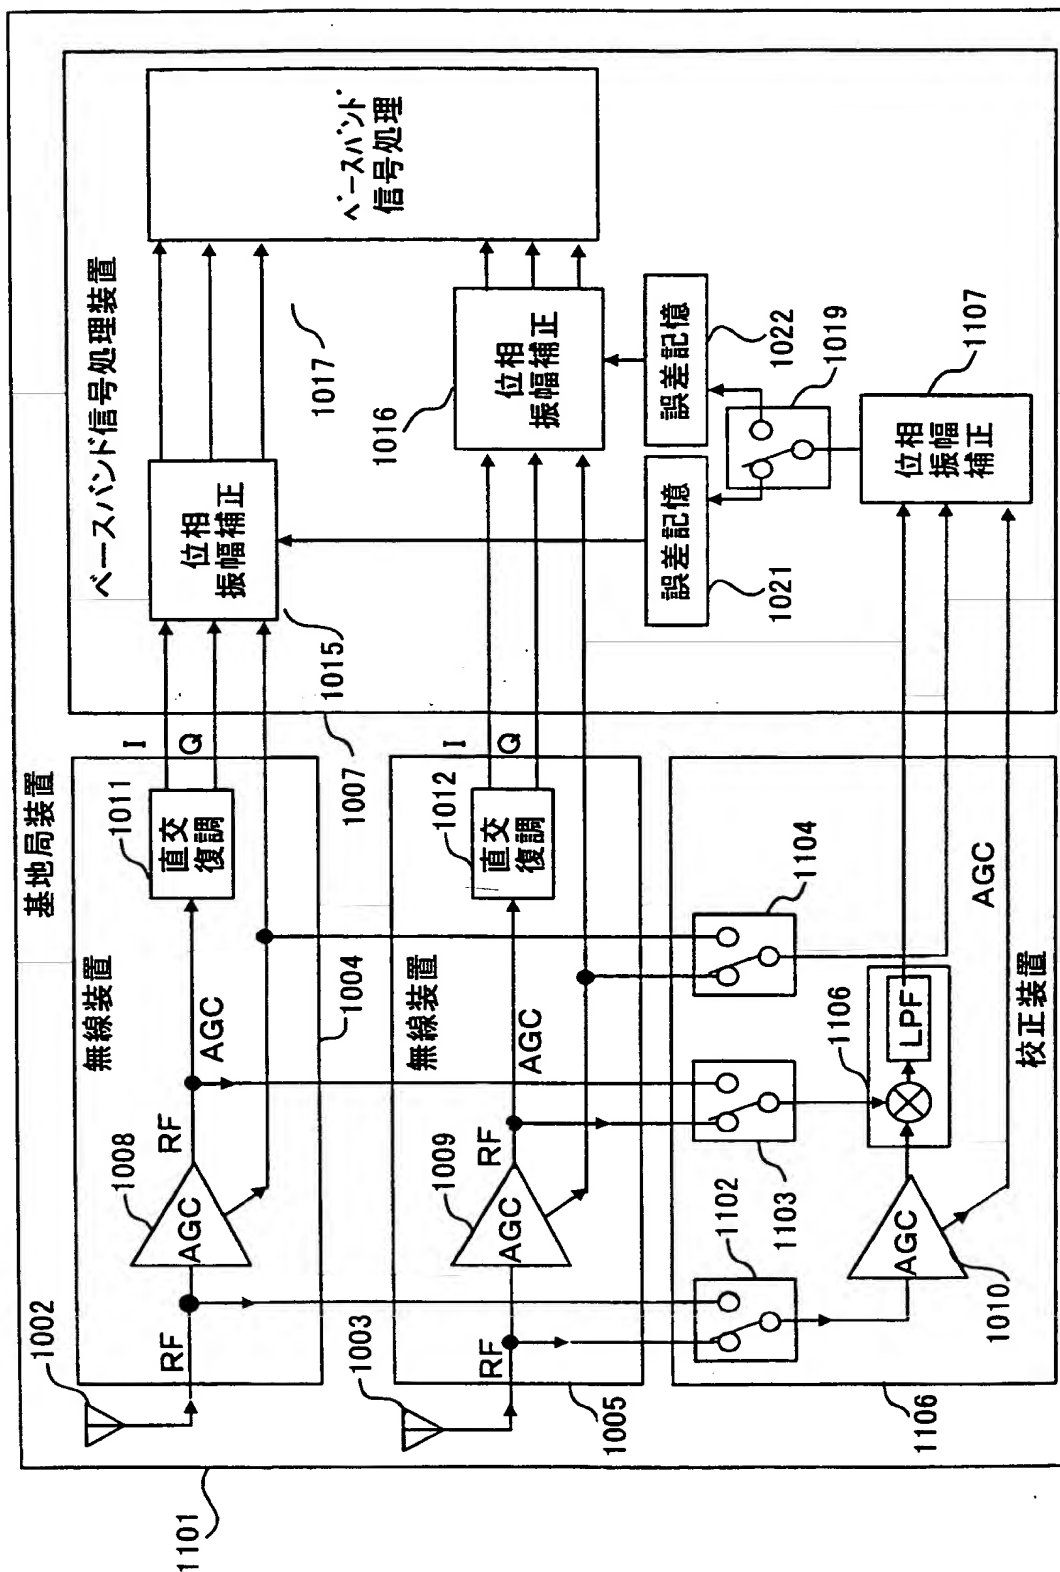 基地局装置
1101
1002
RF
無線装置
1008
AGC
RF
AGC
1011
直交
復調
I
Q
1004
1003
RF
無線装置
1009
AGC
RF
AGC
1012
直交
復調
I
Q
1005
1007
ベースバンド信号処理装置
1015
位相
振幅補正
1017
ベースバンド
信号処理
1016
位相
振幅補正
1021
誤差記憶
1022
誤差記憶
1019
1107
位相
振幅
補正
1102
1103
1104
1106
LPF
AGC
1010
AGC
校正装置
1106